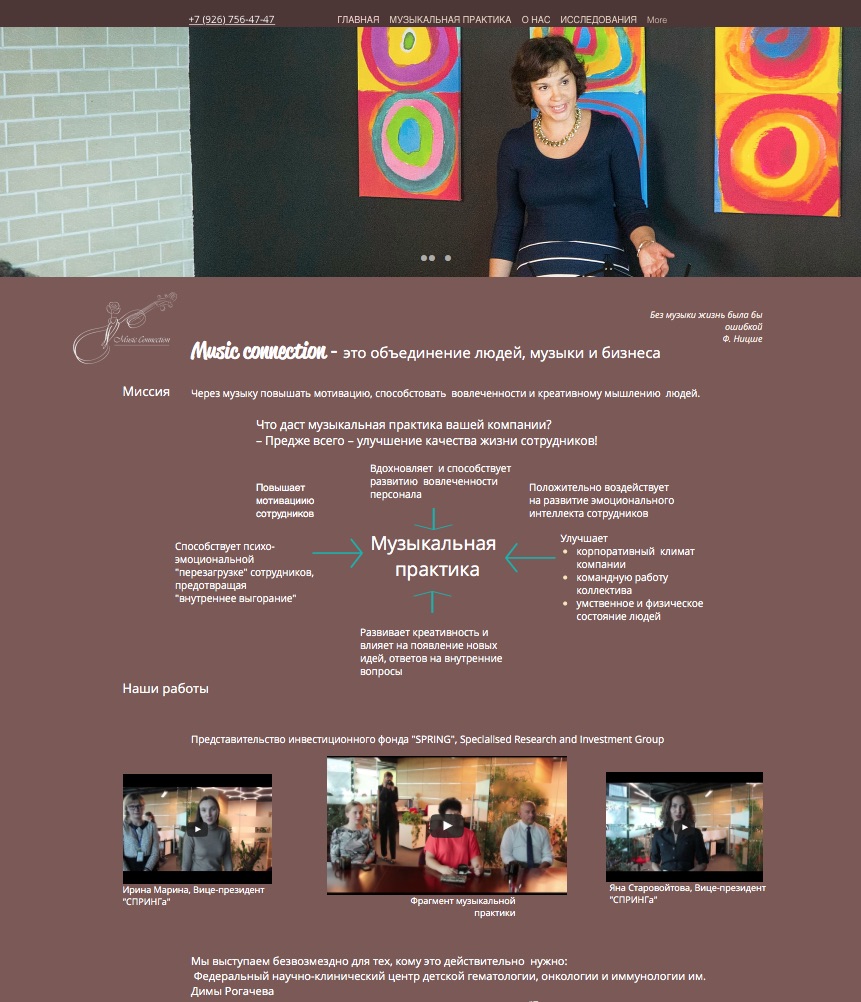 +7 (926) 756-47-47
ГЛАВНАЯ МУЗЫКАЛЬНАЯ ПРАКТИКА О НАС ИССЛЕДОВАНИЯ More
Music Connection
Без музыки жизнь была бы
ошибкой
Ф. Ницше
Music connection - это объединение людей, музыки и бизнеса
Миссия
Через музыку повышать мотивацию, способстовать вовлеченности и креативному мышлению людей.
Что даст музыкальная практика вашей компании?
– Предже всего – улучшение качества жизни сотрудников!
Вдохновляет и способствует
развитию вовлеченности
персонала
Повышает
мотивациию
сотрудников
Положительно воздействует
на развитие эмоционального
интеллекта сотрудников
Способствует психо-
эмоциональной
"перезагрузке" сотрудников,
предотвращая
"внутреннее выгорание"
Музыкальная
практика
Улучшает
• корпоративный климат
компании
• командную работу
коллектива
• умственное и физическое
состояние людей
Развивает креативность и
влияет на появление новых
идей, ответов на внутренние
вопросы
Наши работы
Представительство инвестиционного фонда "SPRING", Specialised Research and Investment Group
Ирина Марина, Вице-президент
"СПРИНГа"
Фрагмент музыкальной
практики
Яна Старовойтова, Вице-президент
"СПРИНГа"
Мы выступаем безвозмездно для тех, кому это действительно нужно:
Федеральный научно-клинический центр детской гематологии, онкологии и иммунологии им.
Димы Рогачева